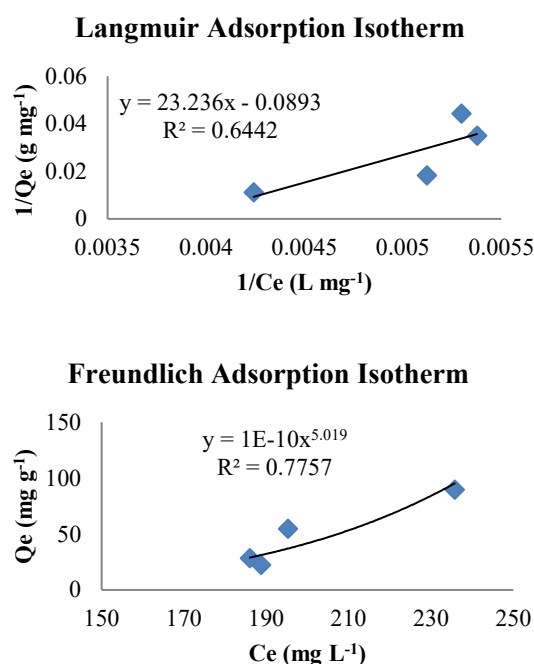 Langmuir Adsorption Isotherm
0.06
0.04
0.02
0
1/Qe (g mg⁻¹)
y = 23.236x - 0.0893
R² = 0.6442
0.0035 0.004 0.0045 0.005 0.0055
1/Ce (L mg⁻¹)
Freundlich Adsorption Isotherm
150
100
50
0
Qe (mg g⁻¹)
y = 1E-10x⁵·⁰¹⁹
R² = 0.7757
150 170 190 210 230 250
Ce (mg L⁻¹)